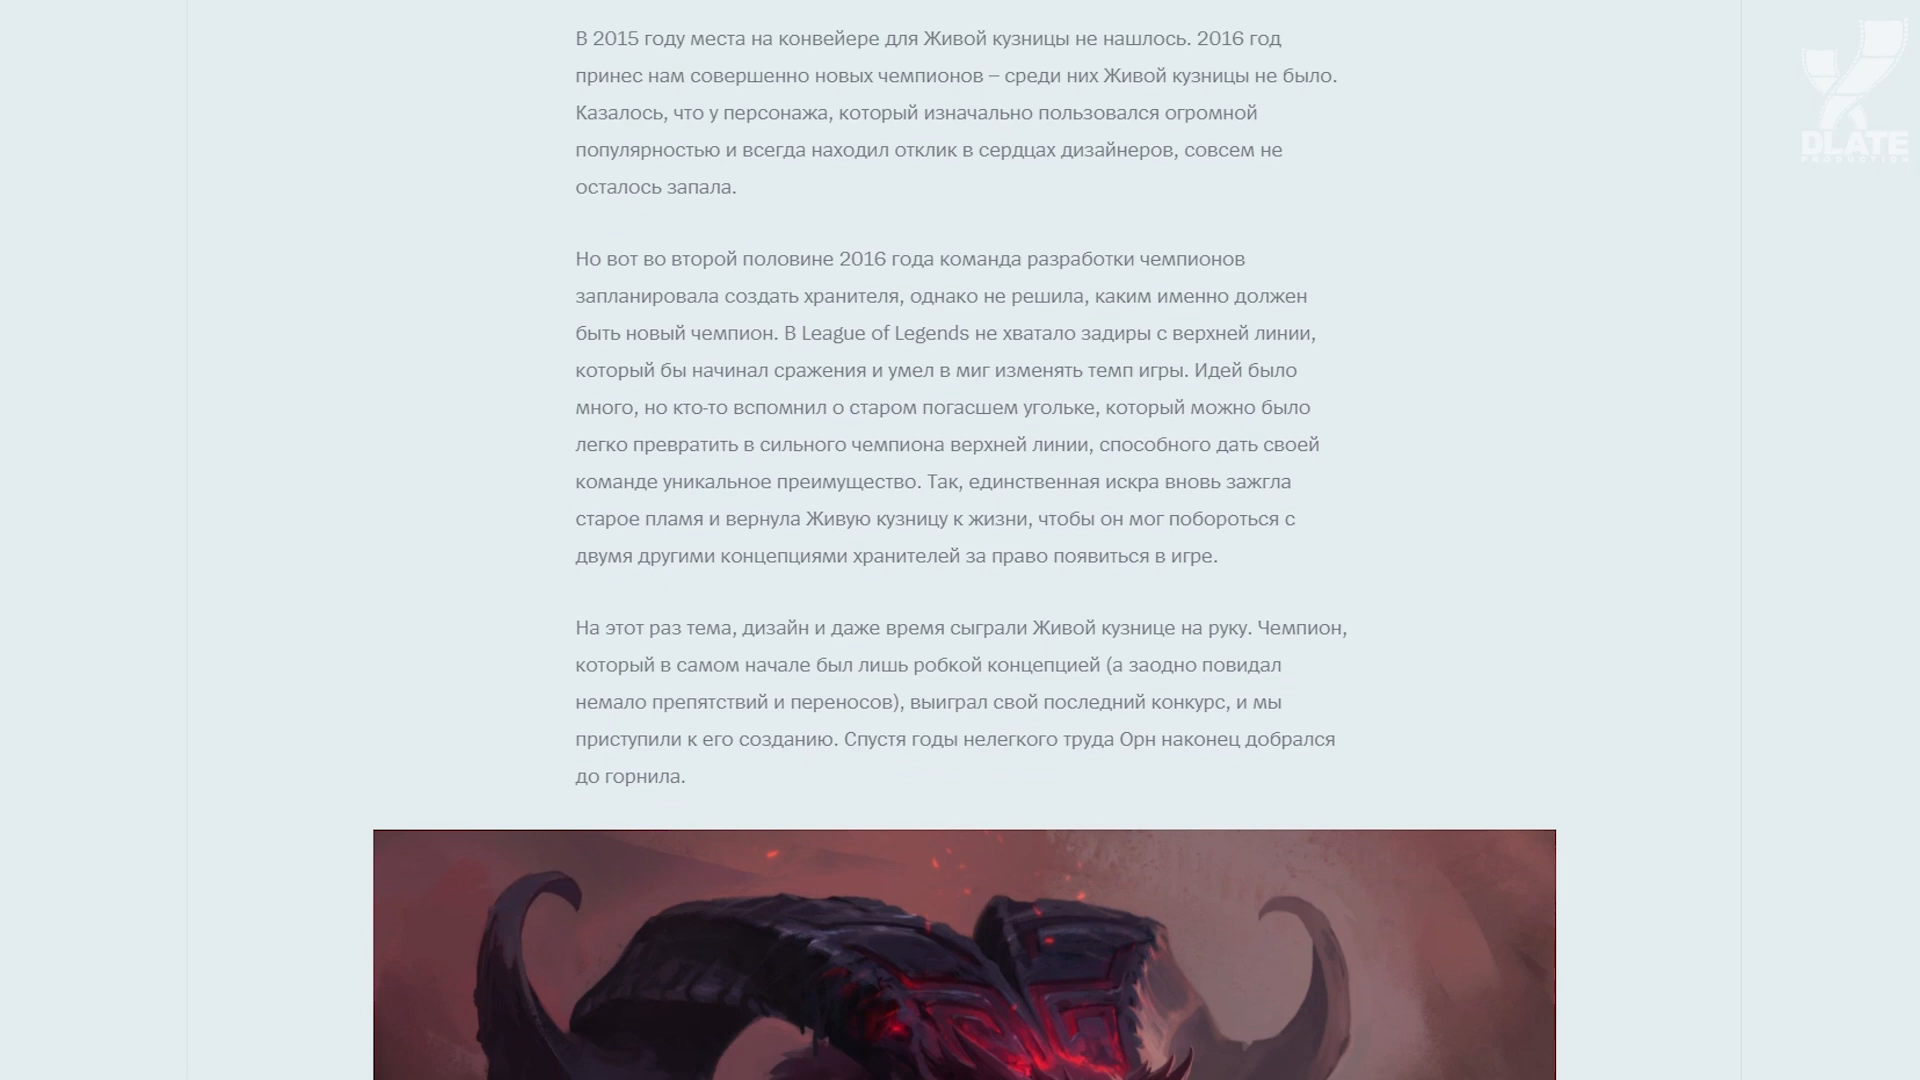 В 2015 году места на конвейере для Живой кузницы не нашлось. 2016 год
принес нам совершенно новых чемпионов – среди них Живой кузницы не было.
Казалось, что у персонажа, который изначально пользовался огромной
популярностью и всегда находил отклик в сердцах дизайнеров, совсем не
осталось запала.
Но вот во второй половине 2016 года команда разработки чемпионов
запланировала создать хранителя, однако не решила, каким именно должен
быть новый чемпион. В League of Legends не хватало задиры с верхней линии,
который бы начинал сражения и умел в миг изменять темп игры. Идей было
много, но кто-то вспомнил о старом погасшем угольке, который можно было
легко превратить в сильного чемпиона верхней линии, способного дать своей
команде уникальное преимущество. Так, единственная искра вновь зажгла
старое пламя и вернула Живую кузницу к жизни, чтобы он мог побороться с
двумя другими концепциями хранителей за право появиться в игре.
На этот раз тема, дизайн и даже время сыграли Живой кузнице на руку. Чемпион,
который в самом начале был лишь робкой концепцией (а заодно повидал
немало препятствий и переносов), выиграл свой последний конкурс, и мы
приступили к его созданию. Спустя годы нелегкого труда Орн наконец добрался
до горнила.
DLATE
PRODUCTION